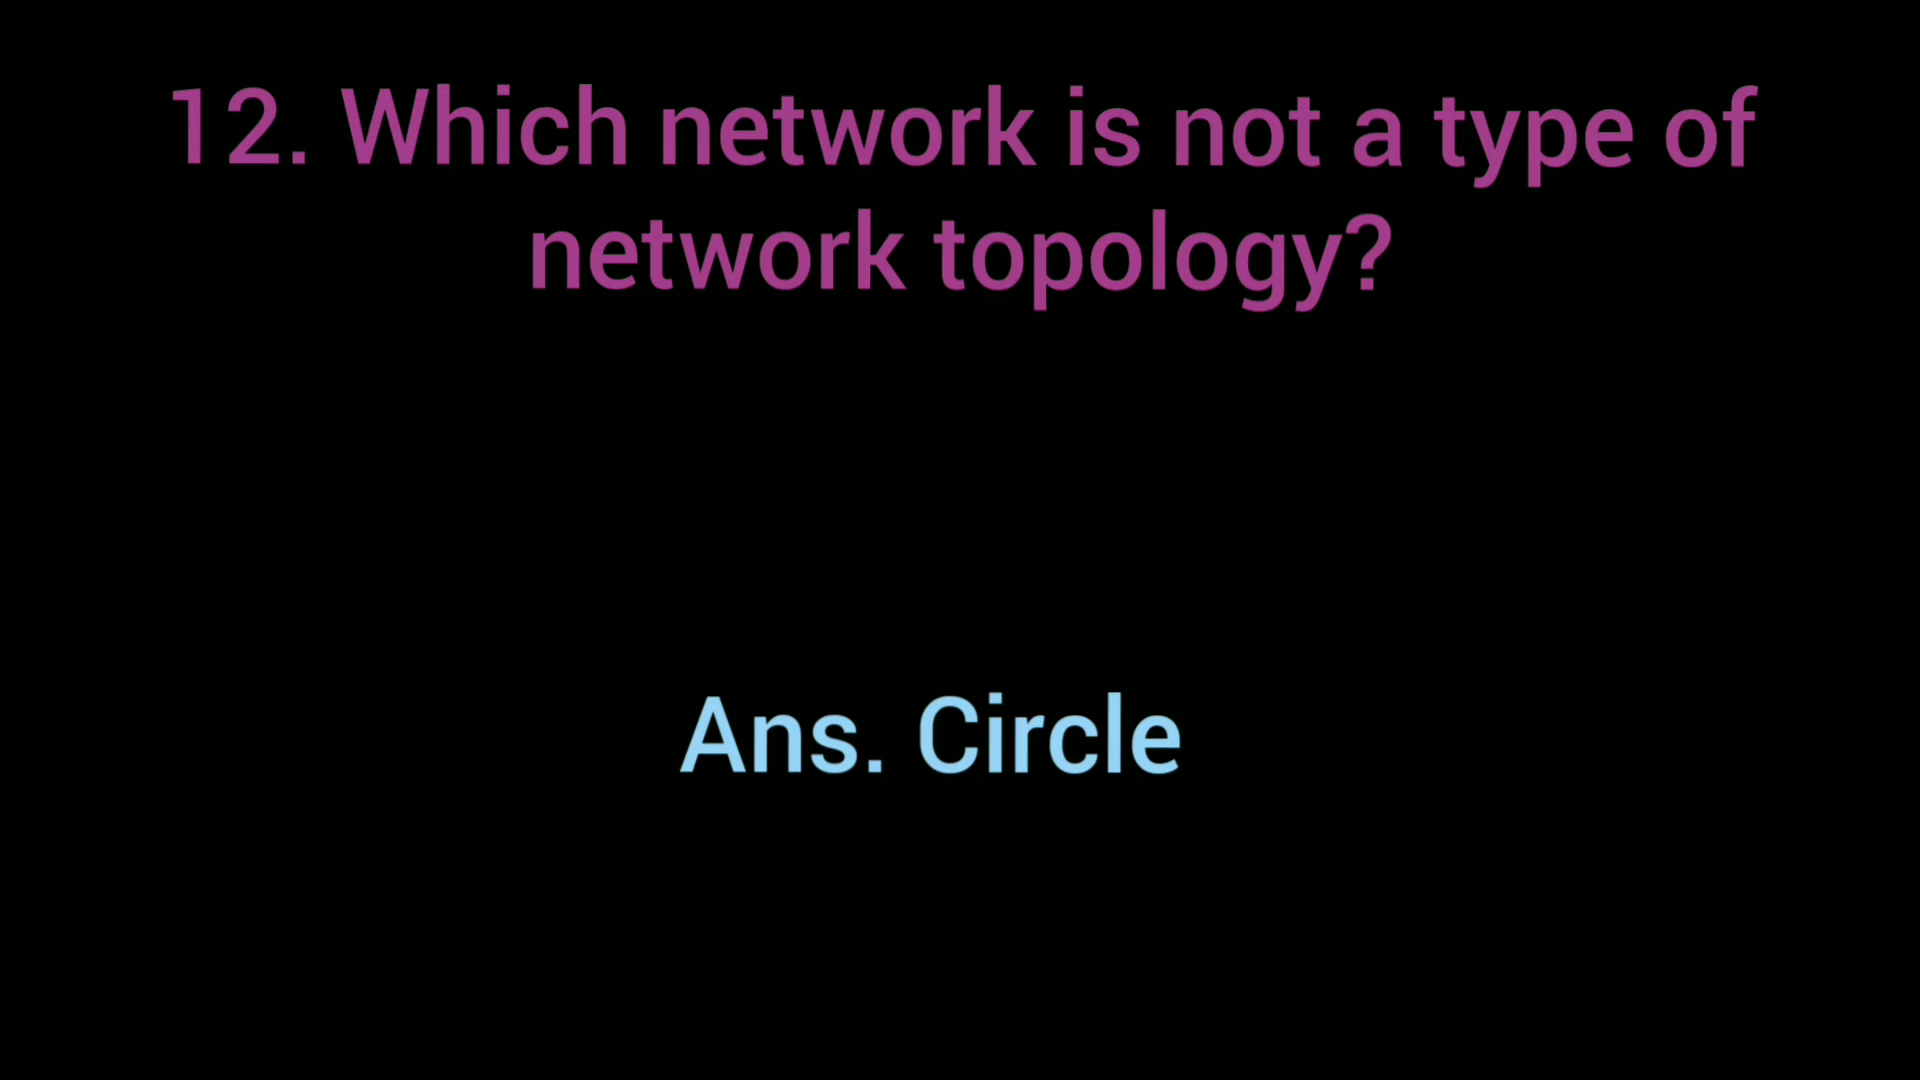 12. Which network is not a type of
network topology?
Ans. Circle